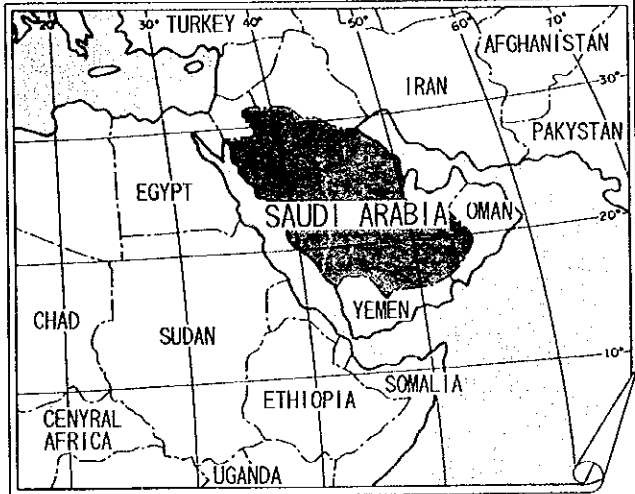 20°
TURKEY
40°
50°
60°
70°
AFGHANISTAN
30°
IRAN
PAKYSTAN
EGYPT
SAUDI ARABIA
OMAN
20°
YEMEN
CHAD
SUDAN
10°
SOMALIA
ETHIOPIA
CENYRAL
AFRICA
UGANDA